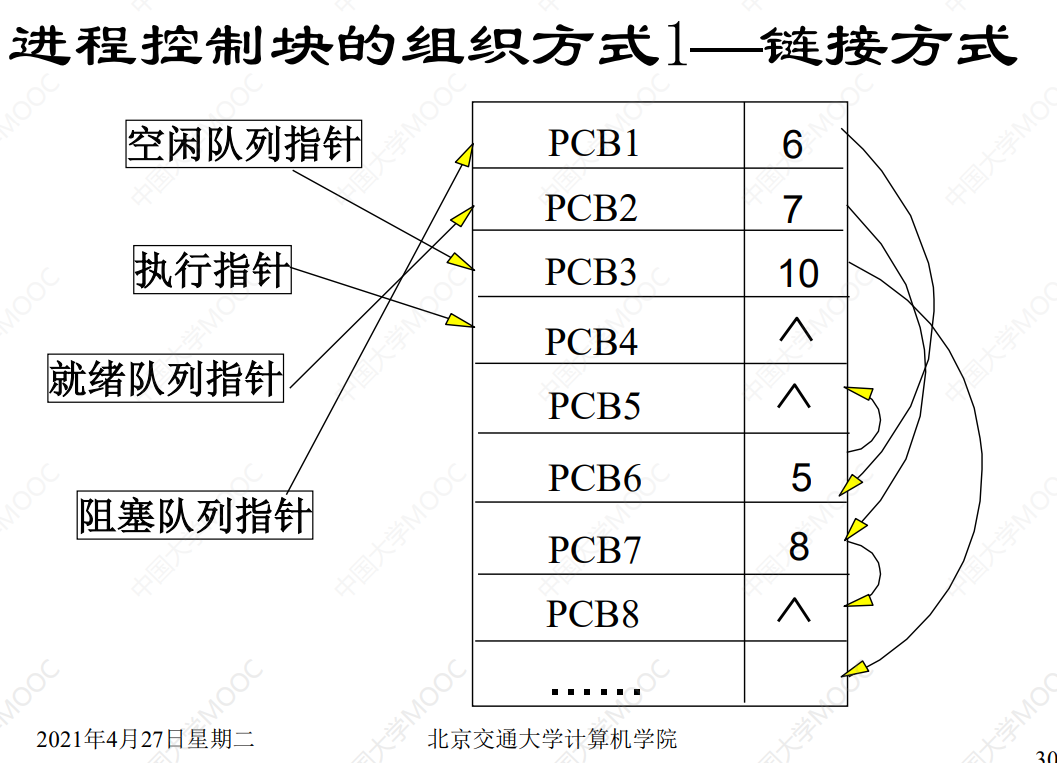 进程控制块的组织方式1—链接方式
空闲队列指针
执行指针
就绪队列指针
阻塞队列指针
PCB1 6
PCB2 7
PCB3 10
PCB4 ∧
PCB5 ∧
PCB6 5
PCB7 8
PCB8 ∧
......
2021年4月27日星期二
北京交通大学计算机学院
30
中国大学MOOC